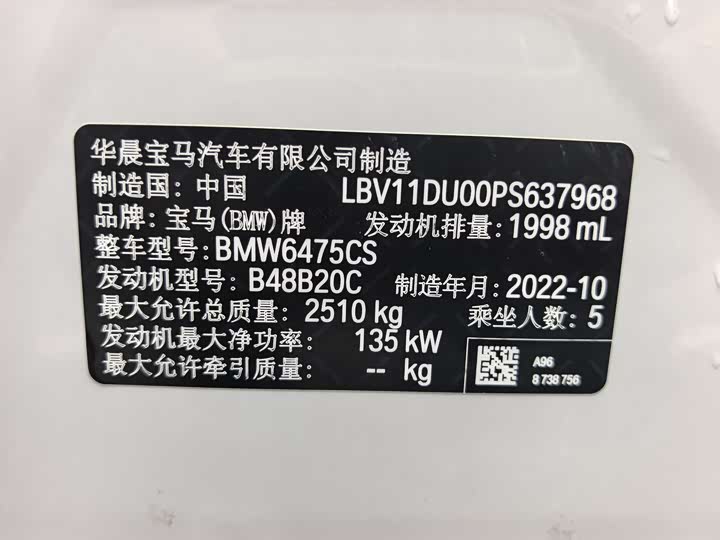 华晨宝马汽车有限公司制造
制造国: 中国 LBV11DU00PS637968
品牌: 宝马(BMW)牌 发动机排量: 1998 mL
整车型号: BMW6475CS
发动机型号: B48B20C 制造年月: 2022-10
最大允许总质量: 2510 kg 乘坐人数: 5
发动机最大净功率: 135 kW
最大允许牵引质量: -- kg
A96
8 738 756